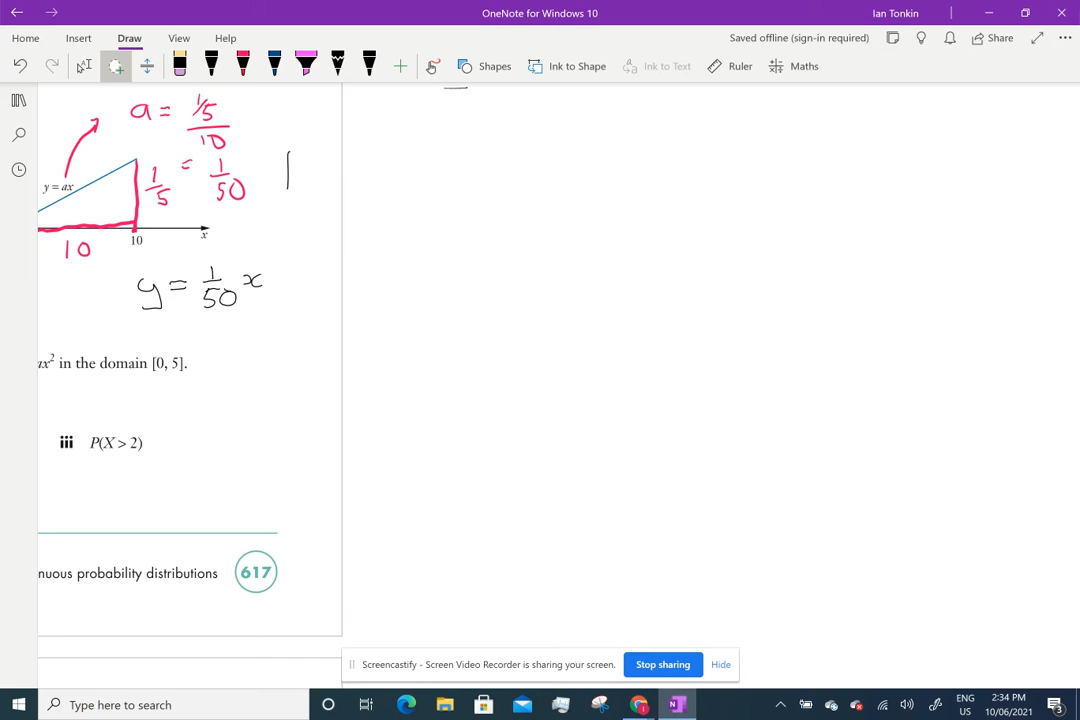 OneNote for Windows 10
Ian Tonkin
Home Insert Draw View Help
Saved offline (sign-in required)
Share
Shapes
Ink to Shape
Ink to Text
Ruler
Maths
a = 1/5 / 10
= 1/50
1/5
y = ax
10
x
10
y = 1/50 x
ax² in the domain [0, 5].
iii P(X > 2)
nuous probability distributions 617
Screencastify - Screen Video Recorder is sharing your screen.
Stop sharing
Hide
Type here to search
ENG
US
2:34 PM
10/06/2021
3